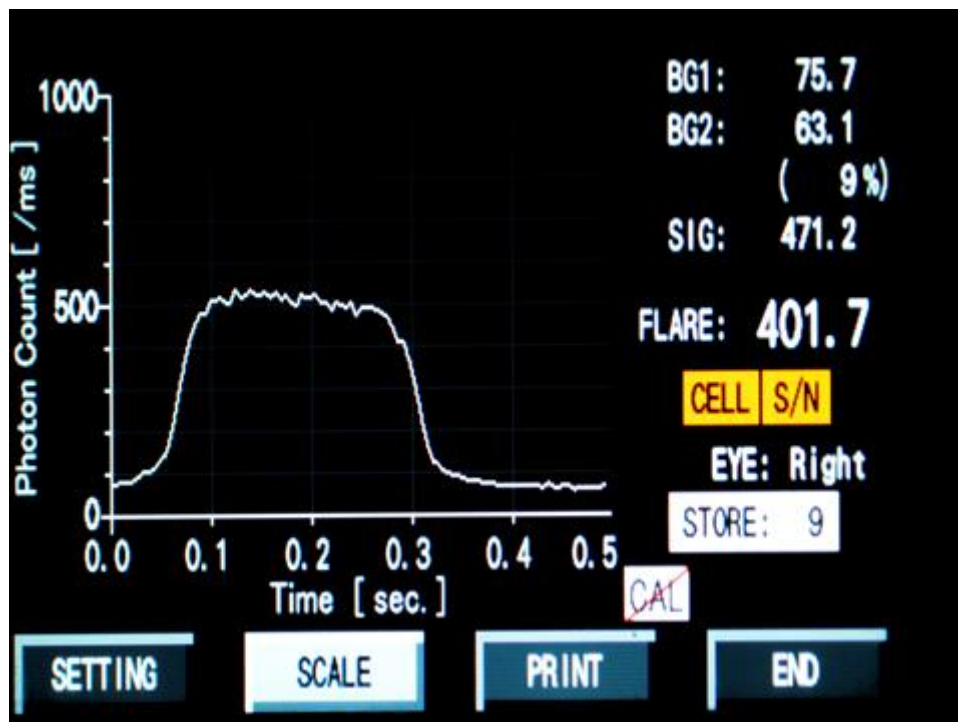 BG1: 75.7
BG2: 63.1
( 9%)
SIG: 471.2
FLARE: 401.7
CELL S/N
EYE: Right
STORE: 9
CAL
Photon Count [ /ms ]
1000
500
0
0.0 0.1 0.2 0.3 0.4 0.5
Time [ sec. ]
SETTING SCALE PRINT END